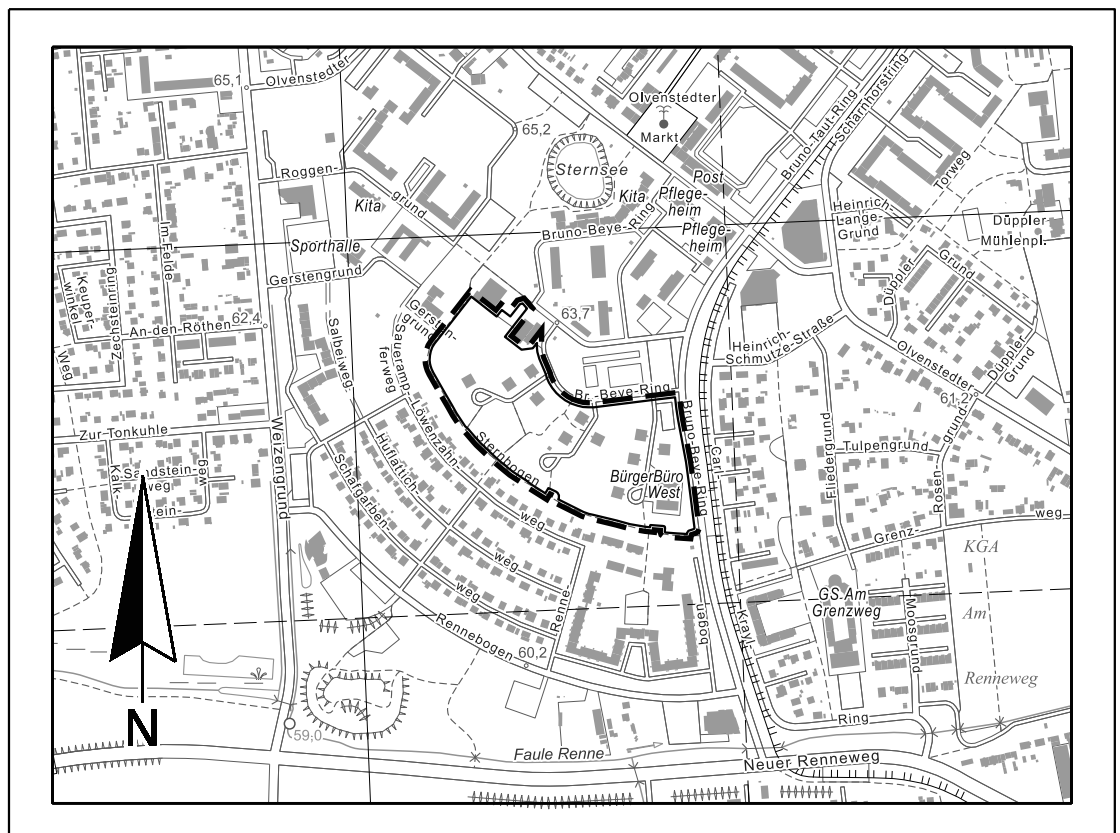 65,1
Olvenstedter
Olvenstedter
Markt
65,2
Sternsee
Roggen-
grund
Kita
Kita
Post
Pflege-
heim
Pflege-
heim
Bruno-Taut-Ring
Scharnhorstring
Torweg
Heinrich-
Lange-
Grund
Düppler
Mühlenpl.
Sporthalle
Bruno-Beye-Ring
Im Felde
Gerstengrund
Keuper-
winkel
Zechsteinring
An-den-Röthen
62,4
Weg
Salbeiweg
Gersten-
grund
63,7
Saueramp-
ferweg
Düppler
Grund
Heinrich-
Schmutze-Straße
Olvenstedter
Düppler
Grund
61,2
Br.-Beye-Ring
Bruno-Beye-Ring
Zur Tonkuhle
Weizengrund
Löwenzahn-
weg
Sternbogen
Huflattich-
weg
Schafgarben-
weg
BürgerBüro
West
Carl-
Krayl-
Ring
Fliedergrund
Tulpengrund
Rosen-
grund
Sandstein-
weg
Kalk-
stein-
weg
Grenz-
weg
KGA
Am
Renneweg
GS.Am
Grenzweg
Moosgrund
Renne-
bogen
Rennebogen
60,2
59,0
N
Faule Renne
Neuer Renneweg